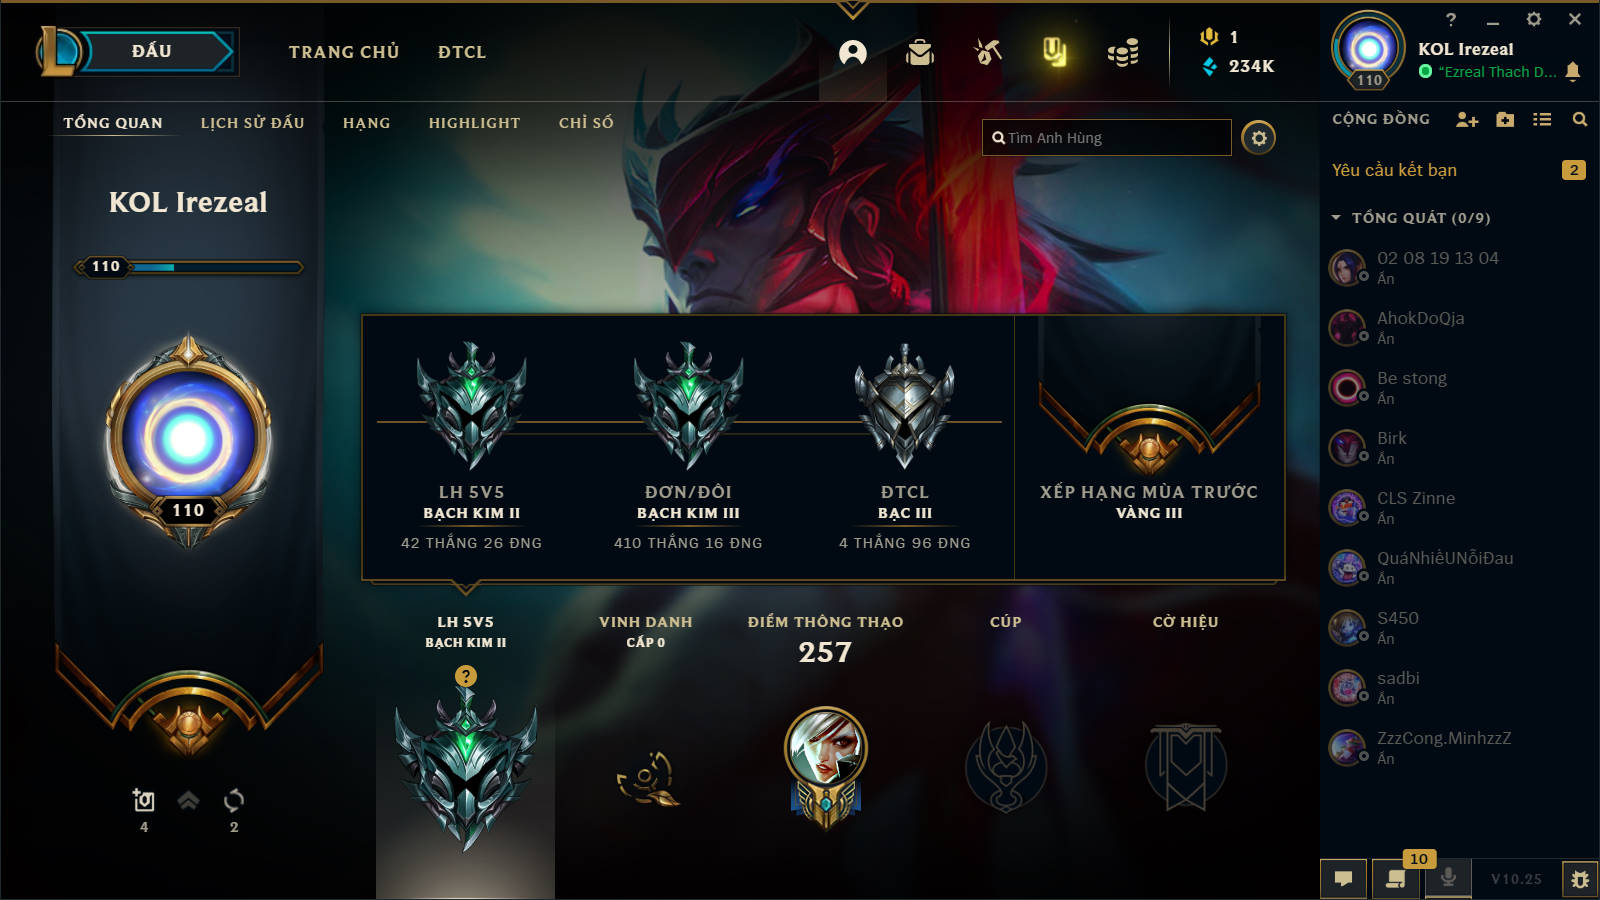 ĐẤU
TRANG CHỦ
ĐTCL
1
234K
110
KOL Irezeal
"Ezreal Thach D...
TỔNG QUAN
LỊCH SỬ ĐẤU
HẠNG
HIGHLIGHT
CHỈ SỐ
Tìm Anh Hùng
CỘNG ĐỒNG
Yêu cầu kết bạn
2
TỔNG QUÁT (0/9)
02 08 19 13 04
Ẩn
AhokDoQja
Ẩn
Be stong
Ẩn
Birk
Ẩn
CLS Zinne
Ẩn
QuáNhiềUNỗiĐau
Ẩn
S450
Ẩn
sadbi
Ẩn
ZzzCong.MinhzzZ
Ẩn
KOL Irezeal
110
110
4
2
LH 5V5
BẠCH KIM II
42 THẮNG 26 ĐNG
ĐƠN/ĐÔI
BẠCH KIM III
410 THẮNG 16 ĐNG
ĐTCL
BẠC III
4 THẮNG 96 ĐNG
XẾP HẠNG MÙA TRƯỚC
VÀNG III
LH 5V5
BẠCH KIM II
?
VINH DANH
CẤP 0
ĐIỂM THÔNG THẠO
257
CÚP
CỜ HIỆU
10
V10.25